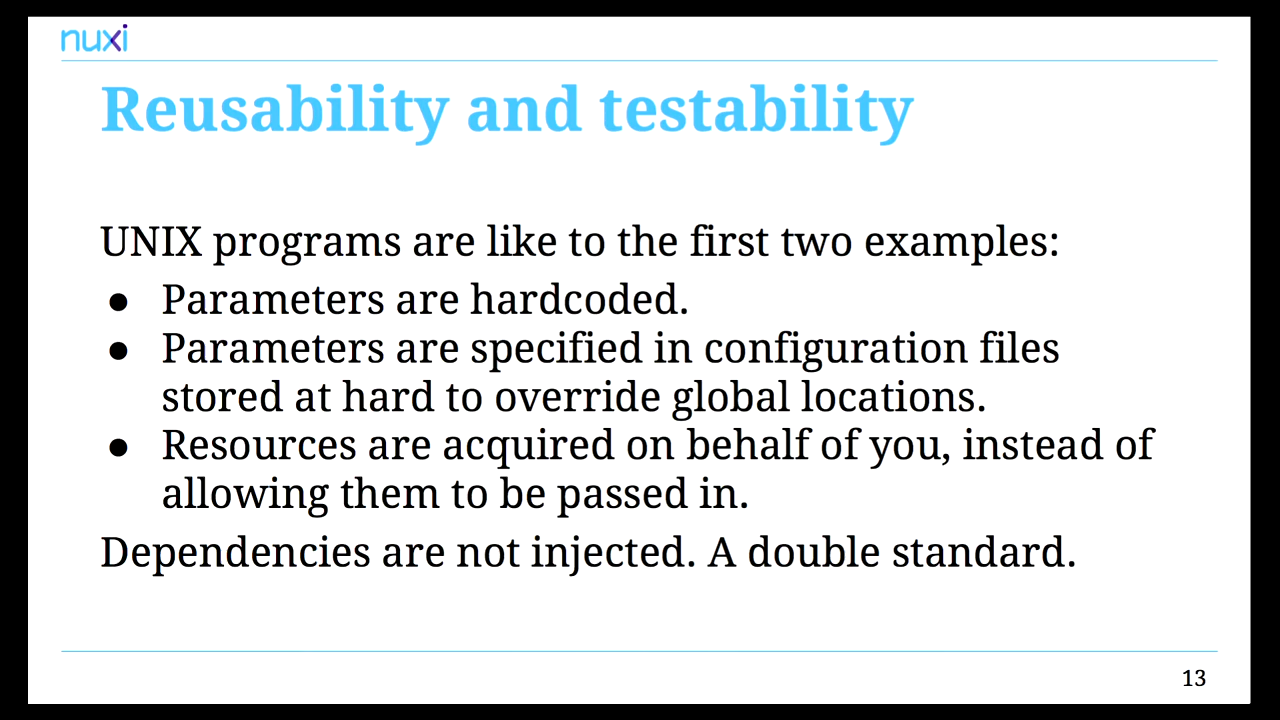 nuxi
Reusability and testability
UNIX programs are like to the first two examples:
● Parameters are hardcoded.
● Parameters are specified in configuration files
stored at hard to override global locations.
● Resources are acquired on behalf of you, instead of
allowing them to be passed in.
Dependencies are not injected. A double standard.
13